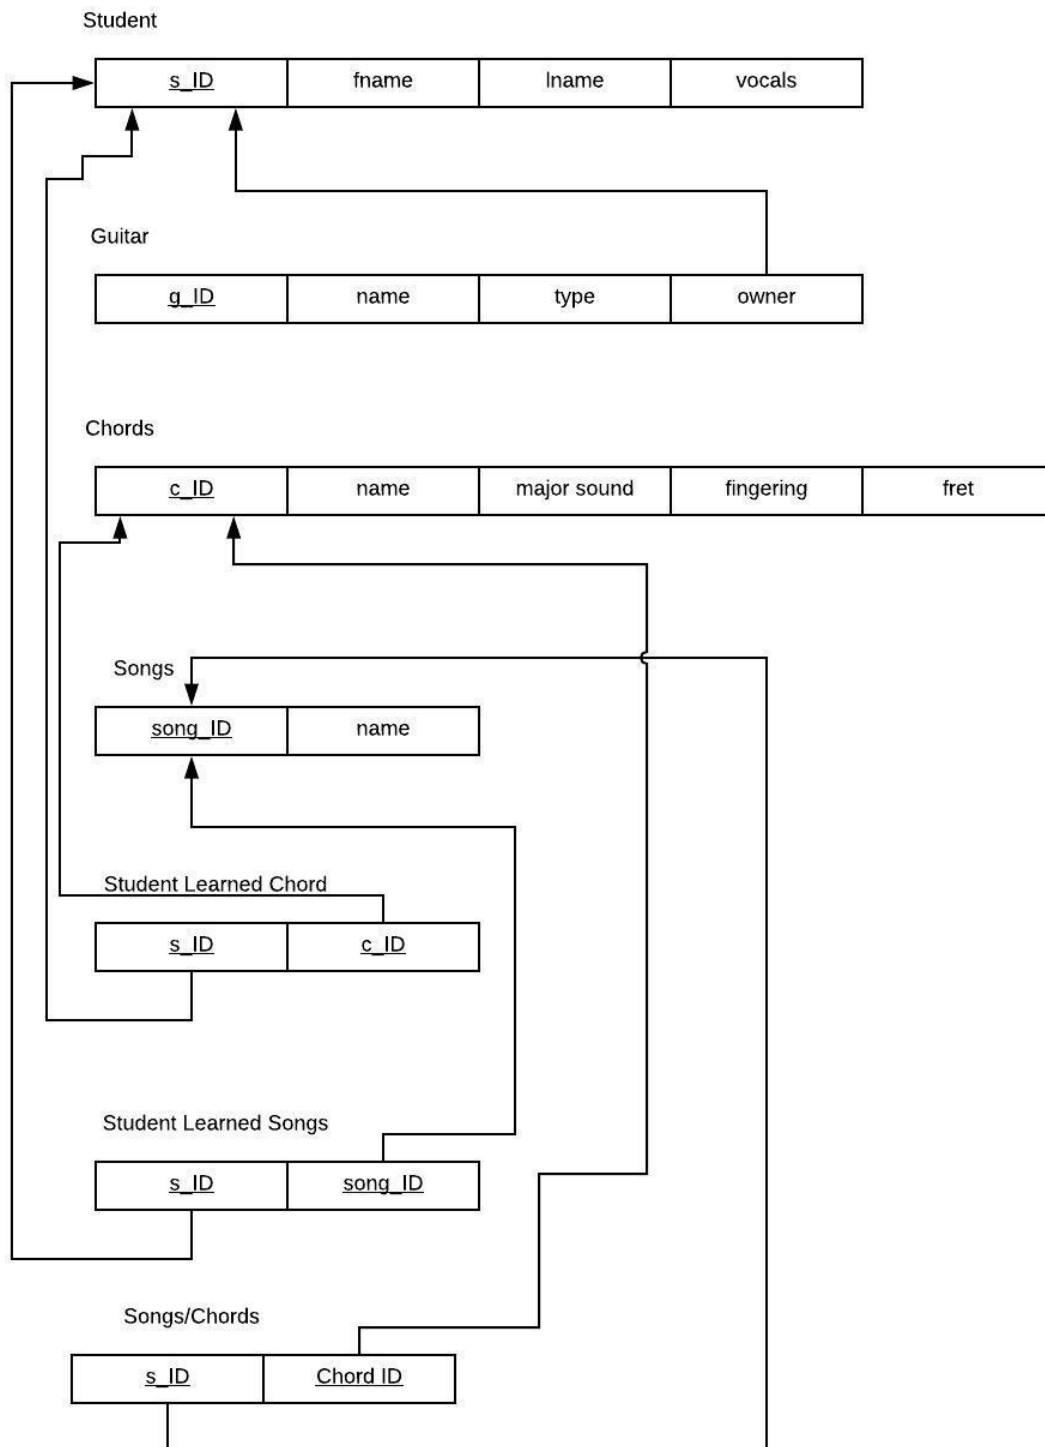 Student
s_ID fname lname vocals
Guitar
g_ID name type owner
Chords
c_ID name major sound fingering fret
Songs
song_ID name
Student Learned Chord
s_ID c_ID
Student Learned Songs
s_ID song_ID
Songs/Chords
s_ID Chord ID